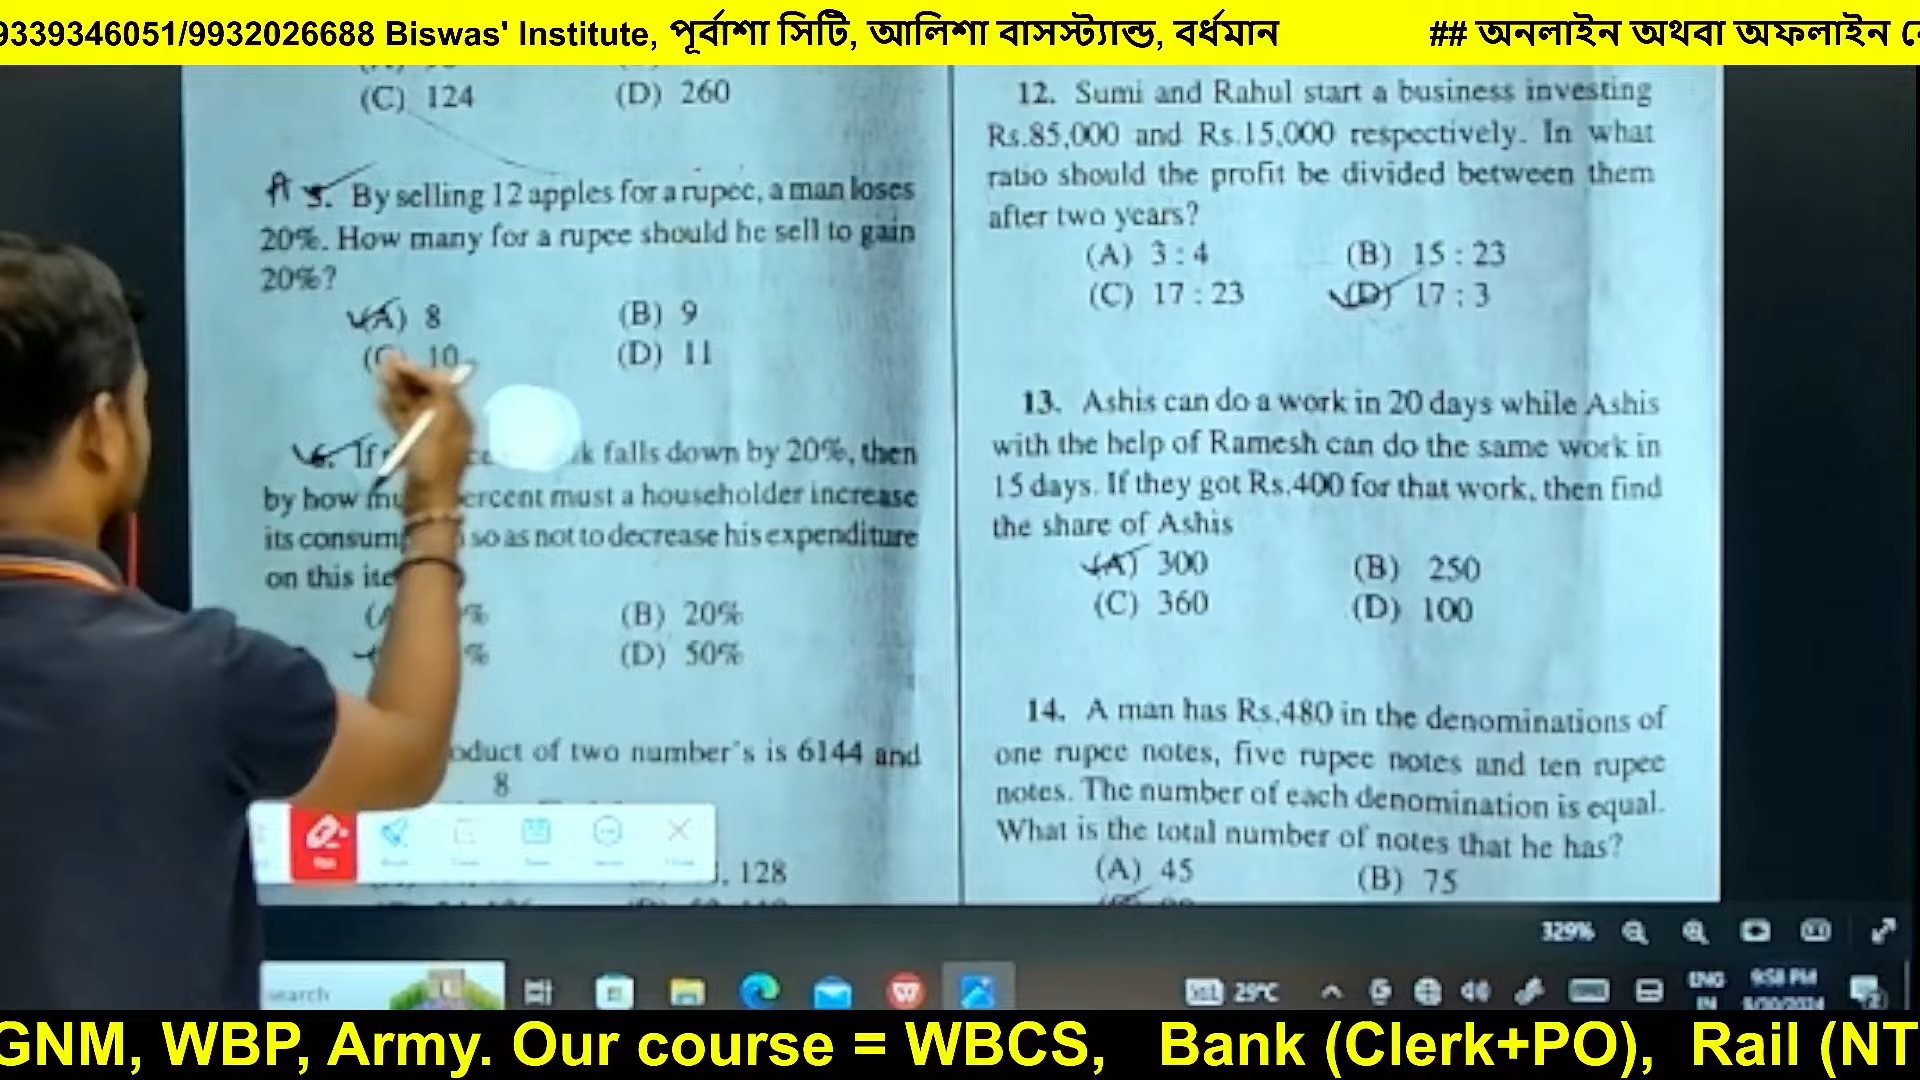 9339346051/9932026688 Biswas' Institute, পূর্বাশা সিটি, আলিশা বাসস্ট্যান্ড, বর্ধমান ## অনলাইন অথবা অফলাইন
(C) 124 (D) 260
5. By selling 12 apples for a rupee, a man loses
20%. How many for a rupee should he sell to gain
20%?
(A) 8 (B) 9
(C) 10 (D) 11
6. If falls down by 20%, then
by how percent must a householder increase
its so as not to decrease his expenditure
on this
% (B) 20%
% (D) 50%
of two number's is 6144 and
8
128
12. Sumi and Rahul start a business investing
Rs.85,000 and Rs.15,000 respectively. In what
ratio should the profit be divided between them
after two years?
(A) 3 : 4 (B) 15 : 23
(C) 17 : 23 (D) 17 : 3
13. Ashis can do a work in 20 days while Ashis
with the help of Ramesh can do the same work in
15 days. If they got Rs.400 for that work, then find
the share of Ashis
(A) 300 (B) 250
(C) 360 (D) 100
14. A man has Rs.480 in the denominations of
one rupee notes, five rupee notes and ten rupee
notes. The number of each denomination is equal.
What is the total number of notes that he has?
(A) 45 (B) 75
329%
search 29°C ENG 9:58 PM
IN
GNM, WBP, Army. Our course = WBCS, Bank (Clerk+PO), Rail (NT